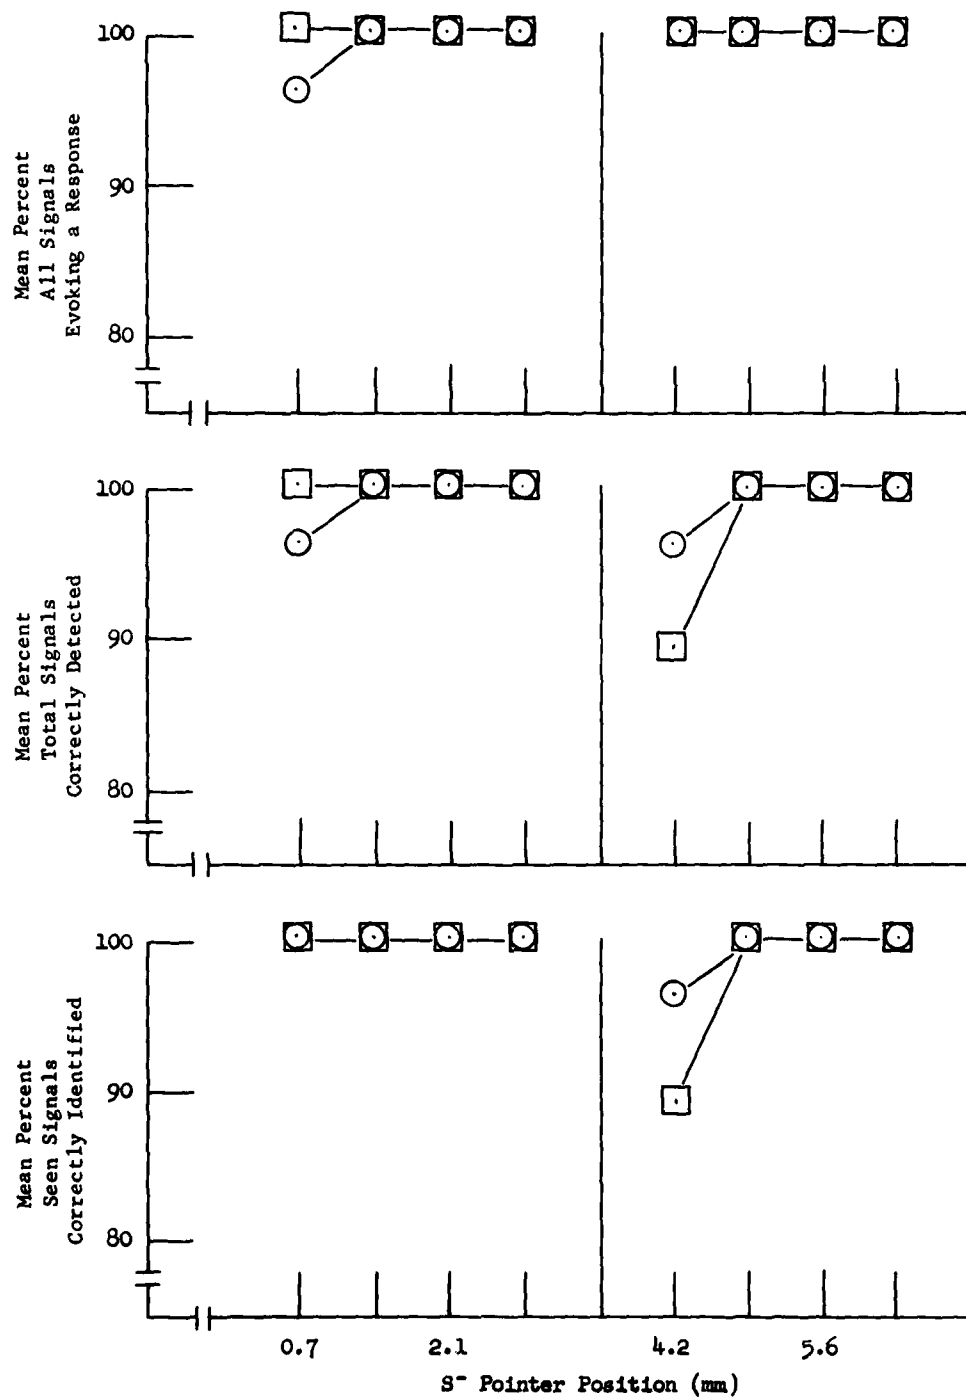 Mean Percent
All Signals
Evoking a Response
100
90
80
Mean Percent
Total Signals
Correctly Detected
100
90
80
Mean Percent
Seen Signals
Correctly Identified
100
90
80
0.7 2.1 4.2 5.6
S⁻ Pointer Position (mm)